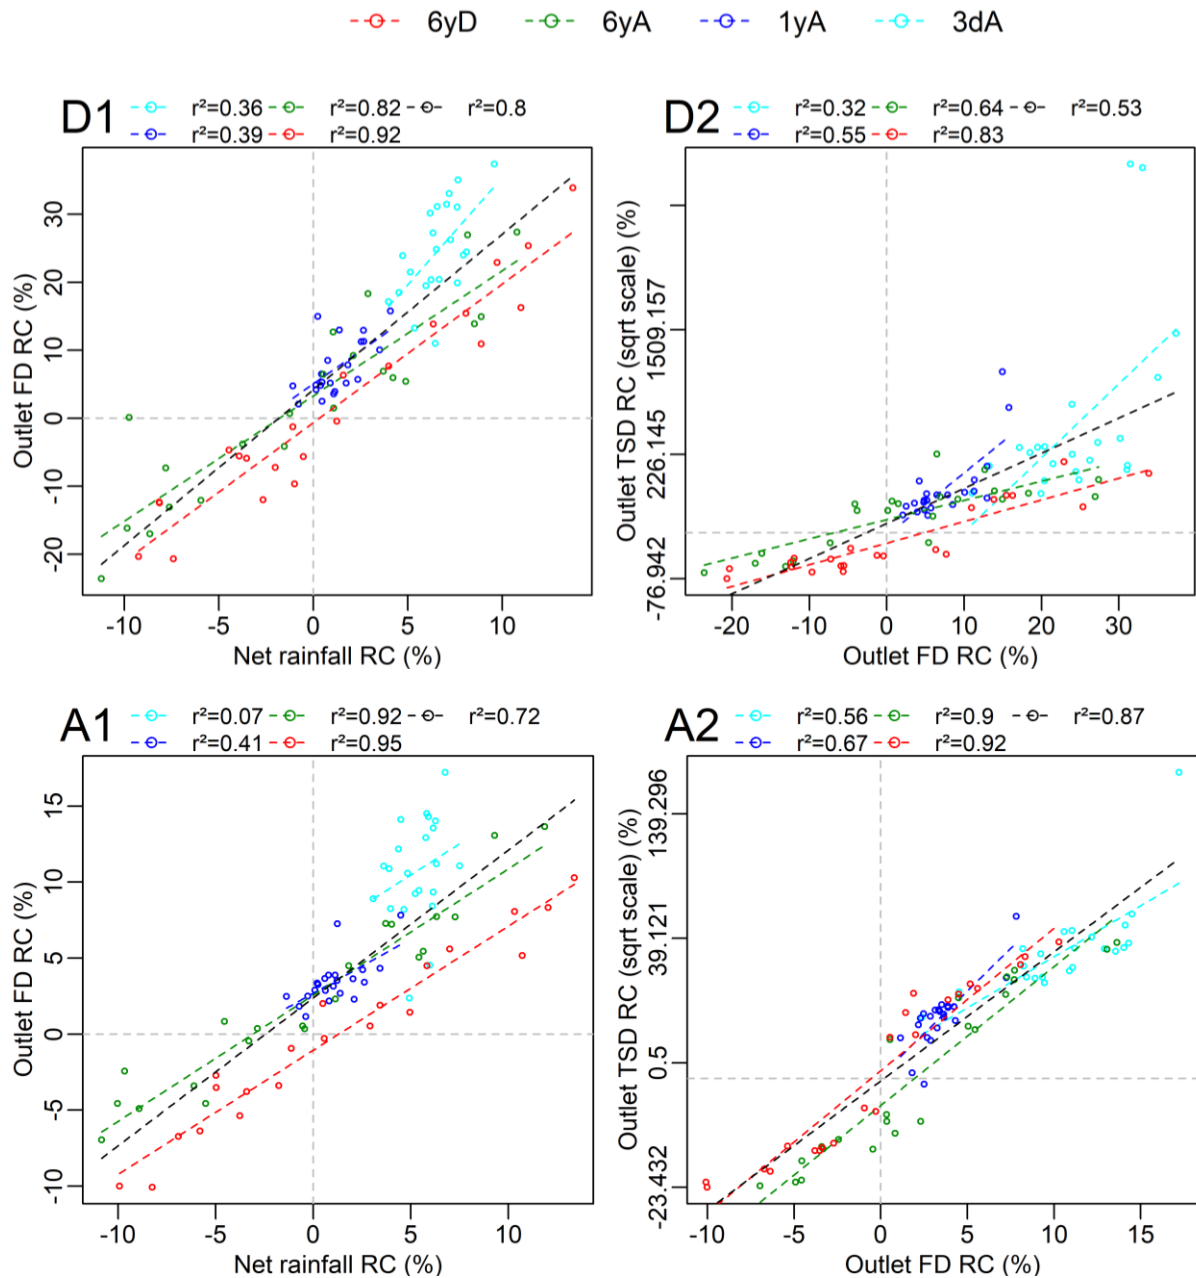 6yD 6yA 1yA 3dA
D1 r²=0.36 r²=0.82 r²=0.8
r²=0.39 r²=0.92
Outlet FD RC (%)
30
20
10
0
-10
-20
-10 -5 0 5 10
Net rainfall RC (%)
D2 r²=0.32 r²=0.64 r²=0.53
r²=0.55 r²=0.83
Outlet TSD RC (sqrt scale) (%)
1509.157
226.145
-76.942
-20 -10 0 10 20 30
Outlet FD RC (%)
A1 r²=0.07 r²=0.92 r²=0.72
r²=0.41 r²=0.95
Outlet FD RC (%)
15
10
5
0
-5
-10
-10 -5 0 5 10
Net rainfall RC (%)
A2 r²=0.56 r²=0.9 r²=0.87
r²=0.67 r²=0.92
Outlet TSD RC (sqrt scale) (%)
139.296
39.121
0.5
-23.432
-10 -5 0 5 10 15
Outlet FD RC (%)